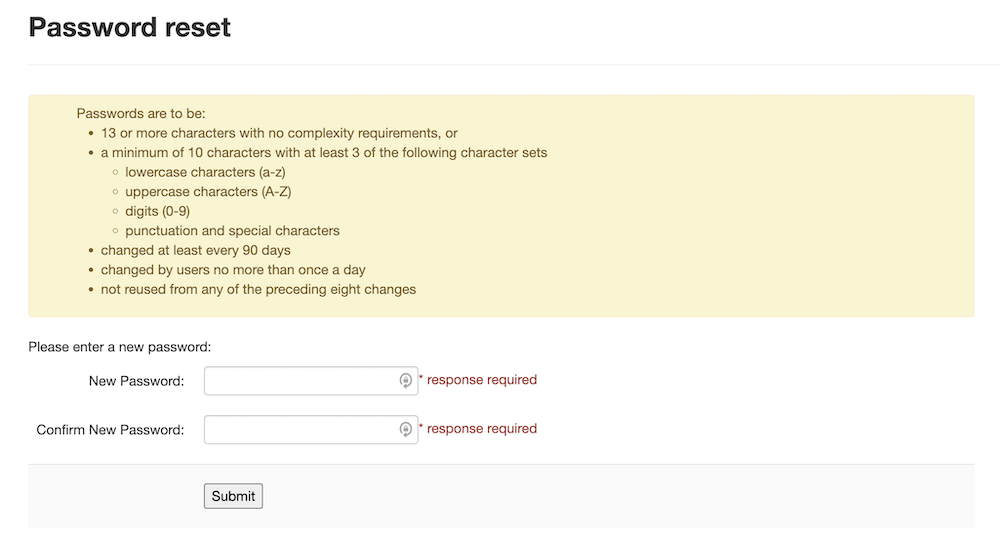 Password reset
Passwords are to be:
• 13 or more characters with no complexity requirements, or
• a minimum of 10 characters with at least 3 of the following character sets
◦ lowercase characters (a-z)
◦ uppercase characters (A-Z)
◦ digits (0-9)
◦ punctuation and special characters
• changed at least every 90 days
• changed by users no more than once a day
• not reused from any of the preceding eight changes
Please enter a new password:
New Password: * response required
Confirm New Password: * response required
Submit